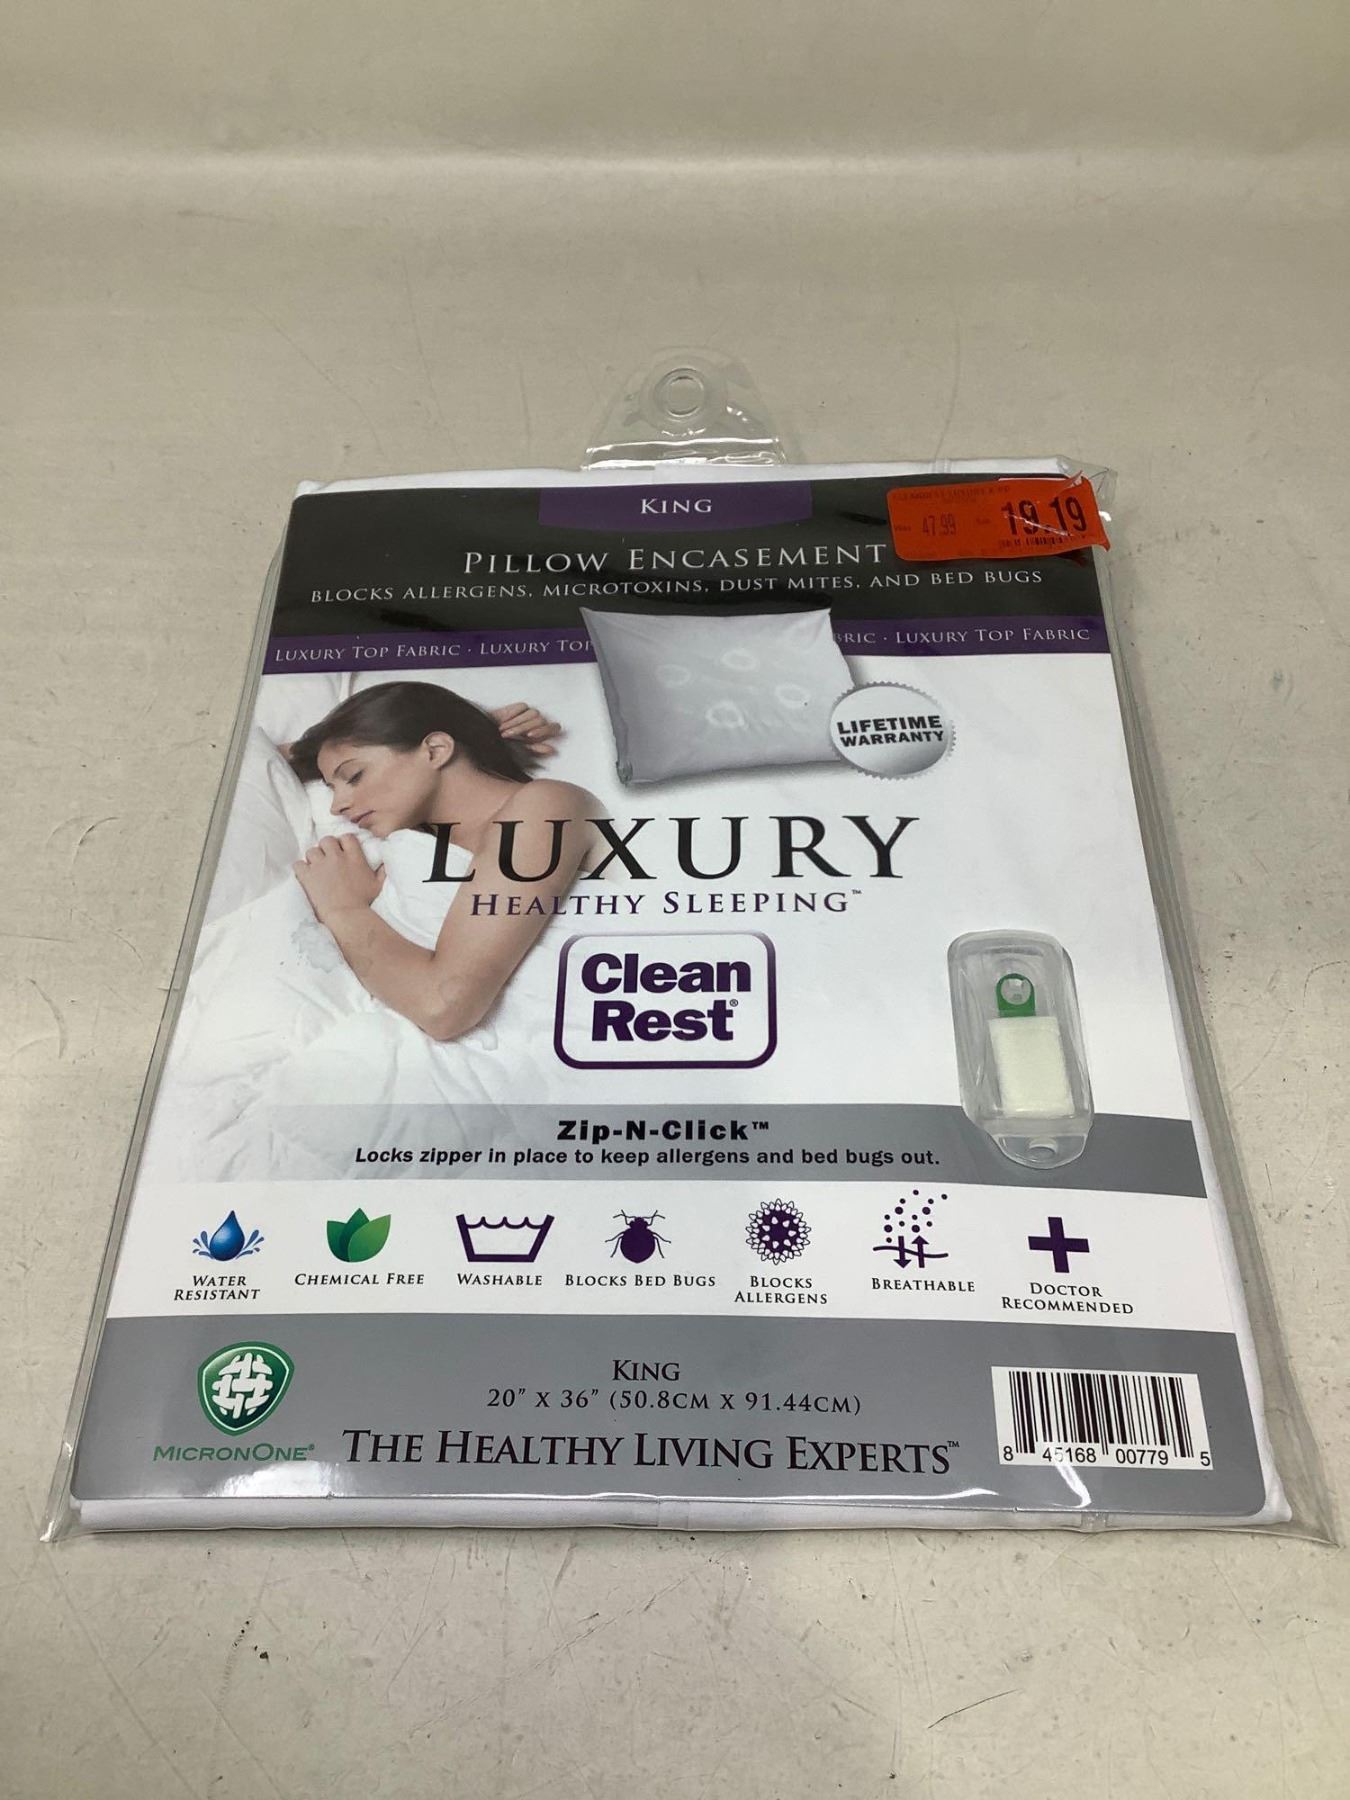 KING
47.99 19.19
PILLOW ENCASEMENT
BLOCKS ALLERGENS, MICROTOXINS, DUST MITES, AND BED BUGS
LUXURY TOP FABRIC · LUXURY TOP
BRIC · LUXURY TOP FABRIC
LIFETIME
WARRANTY
LUXURY
HEALTHY SLEEPING™
Clean
Rest®
Zip-N-Click™
Locks zipper in place to keep allergens and bed bugs out.
WATER
RESISTANT
CHEMICAL FREE
WASHABLE
BLOCKS BED BUGS
BLOCKS
ALLERGENS
BREATHABLE
DOCTOR
RECOMMENDED
KING
20" X 36" (50.8CM X 91.44CM)
MICRONONE®
THE HEALTHY LIVING EXPERTS™
8 45168 00779 5